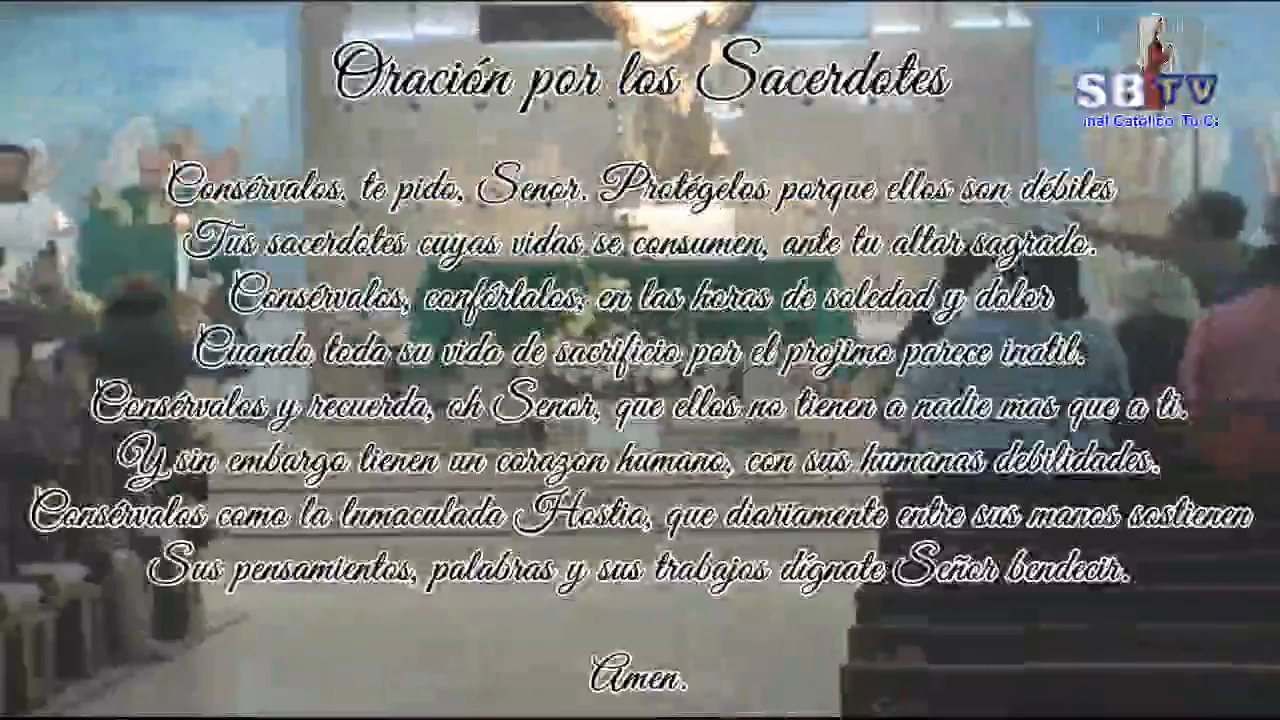 Oración por los Sacerdotes
SBTV
inal Católico Tu C
Consérvalos, te pido, Senor. Protégelos porque ellos son débiles
Tus sacerdotes cuyas vidas se consumen, ante tu altar sagrado.
Consérvalos, confórtalos, en las horas de soledad y dolor
Cuando toda su vida de sacrificio por el projimo parece inutil.
Consérvalos y recuerda, oh Senor, que ellos no tienen a nadie mas que a ti.
Y sin embargo tienen un corazon humano, con sus humanas debilidades.
Consérvalos como la Inmaculada Hostia, que diariamente entre sus manos sostienen
Sus pensamientos, palabras y sus trabajos dígnate Señor bendecir.
Amen.